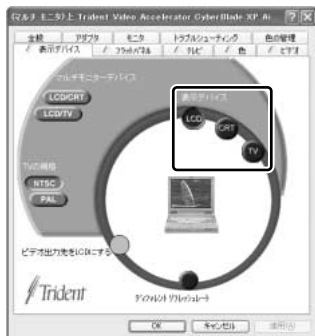 (マルチ モニタ)上 Trident Video Accelerator CyberBlade XP Ai
全般 アダプタ モニタ トラブルシューティング 色の管理
表示デバイス フラットパネル テレビ 色 ビデオ
マルチモニターデバイス
LCD/CRT
LCD/TV
表示デバイス
LCD
CRT
TV
TVの規格
NTSC
PAL
ビデオ出力先をLCDにする
Trident
OK キャンセル 適用(A)